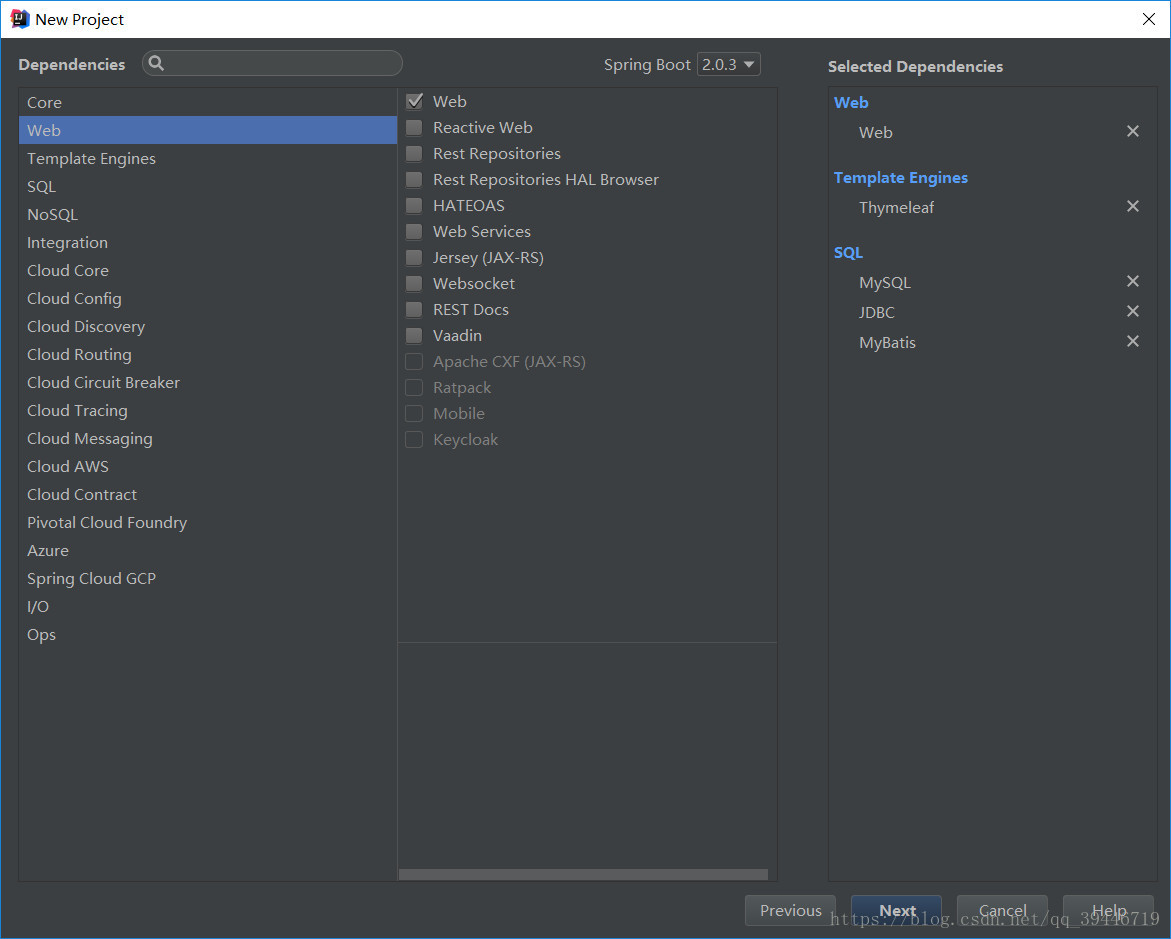 New Project
Dependencies
Spring Boot 2.0.3
Selected Dependencies
Core
Web
Template Engines
SQL
NoSQL
Integration
Cloud Core
Cloud Config
Cloud Discovery
Cloud Routing
Cloud Circuit Breaker
Cloud Tracing
Cloud Messaging
Cloud AWS
Cloud Contract
Pivotal Cloud Foundry
Azure
Spring Cloud GCP
I/O
Ops
Web
Reactive Web
Rest Repositories
Rest Repositories HAL Browser
HATEOAS
Web Services
Jersey (JAX-RS)
Websocket
REST Docs
Vaadin
Apache CXF (JAX-RS)
Ratpack
Mobile
Keycloak
Web
Web
Template Engines
Thymeleaf
SQL
MySQL
JDBC
MyBatis
Previous Next Cancel Help
https://blog.csdn.net/qq_39446719